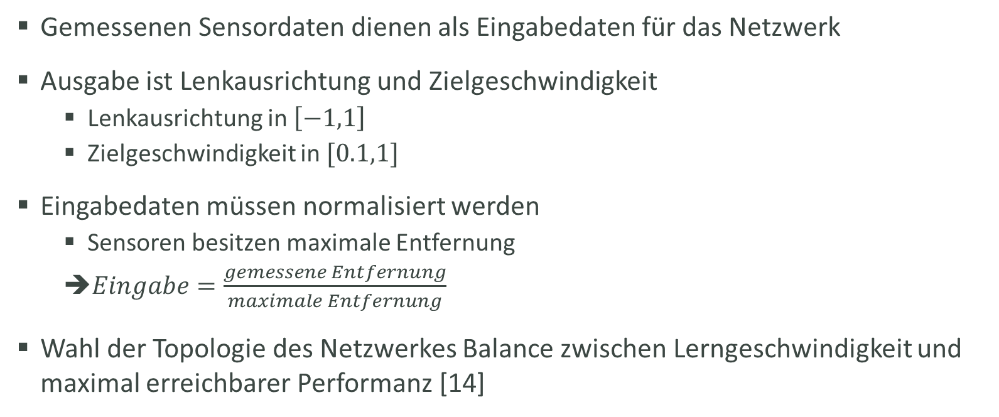 ▪ Gemessenen Sensordaten dienen als Eingabedaten für das Netzwerk
▪ Ausgabe ist Lenkausrichtung und Zielgeschwindigkeit
▪ Lenkausrichtung in [−1,1]
▪ Zielgeschwindigkeit in [0.1,1]
▪ Eingabedaten müssen normalisiert werden
▪ Sensoren besitzen maximale Entfernung
➔ Eingabe = gemessene Entfernung / maximale Entfernung
▪ Wahl der Topologie des Netzwerkes Balance zwischen Lerngeschwindigkeit und
maximal erreichbarer Performanz [14]